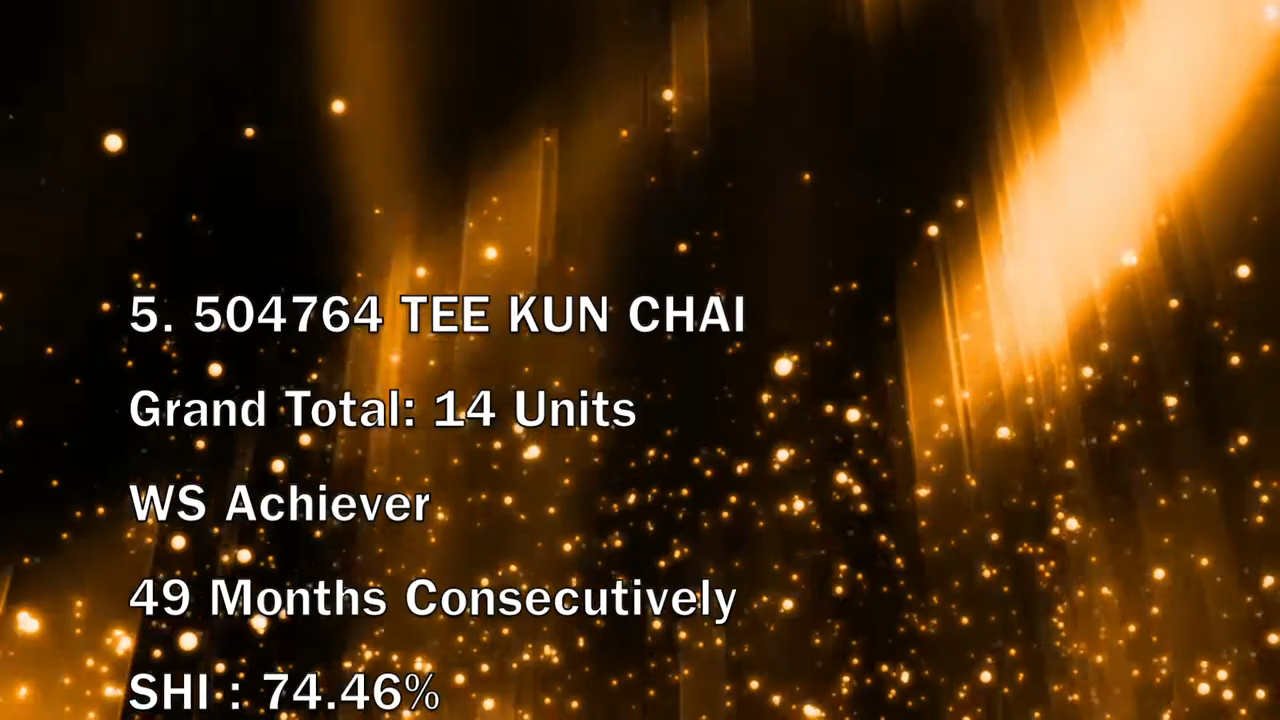 5. 504764 TEE KUN CHAI
Grand Total: 14 Units
WS Achiever
49 Months Consecutively
SHI : 74.46%